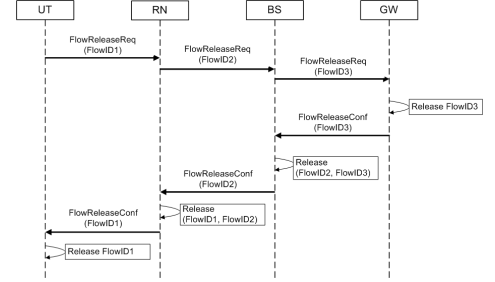 UT
RN
BS
GW
FlowReleaseReq
(FlowID1)
FlowReleaseReq
(FlowID2)
FlowReleaseReq
(FlowID3)
Release FlowID3
FlowReleaseConf
(FlowID3)
Release
(FlowID2, FlowID3)
FlowReleaseConf
(FlowID2)
Release
(FlowID1, FlowID2)
FlowReleaseConf
(FlowID1)
Release FlowID1